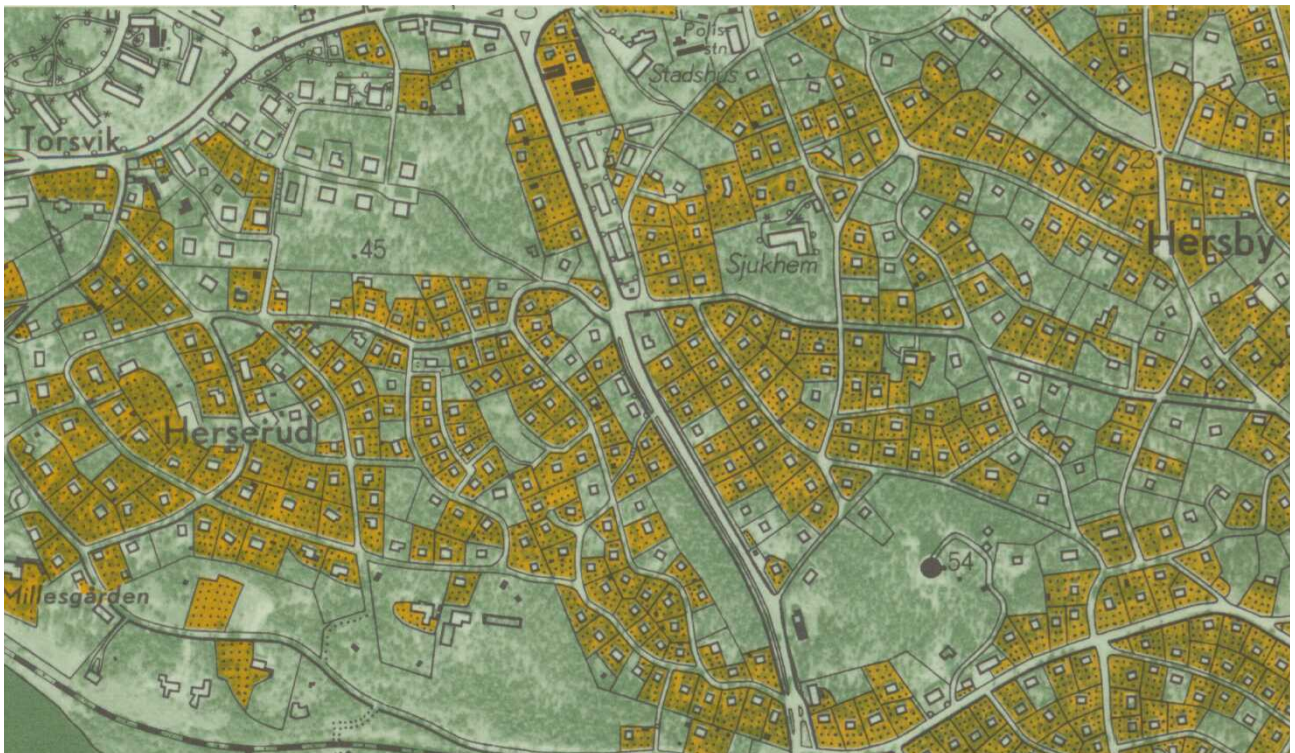 Polis-
stn
Stadshus
Torsvik
23
45
Sjukhem
Hersby
Herserud
54
Millesgården